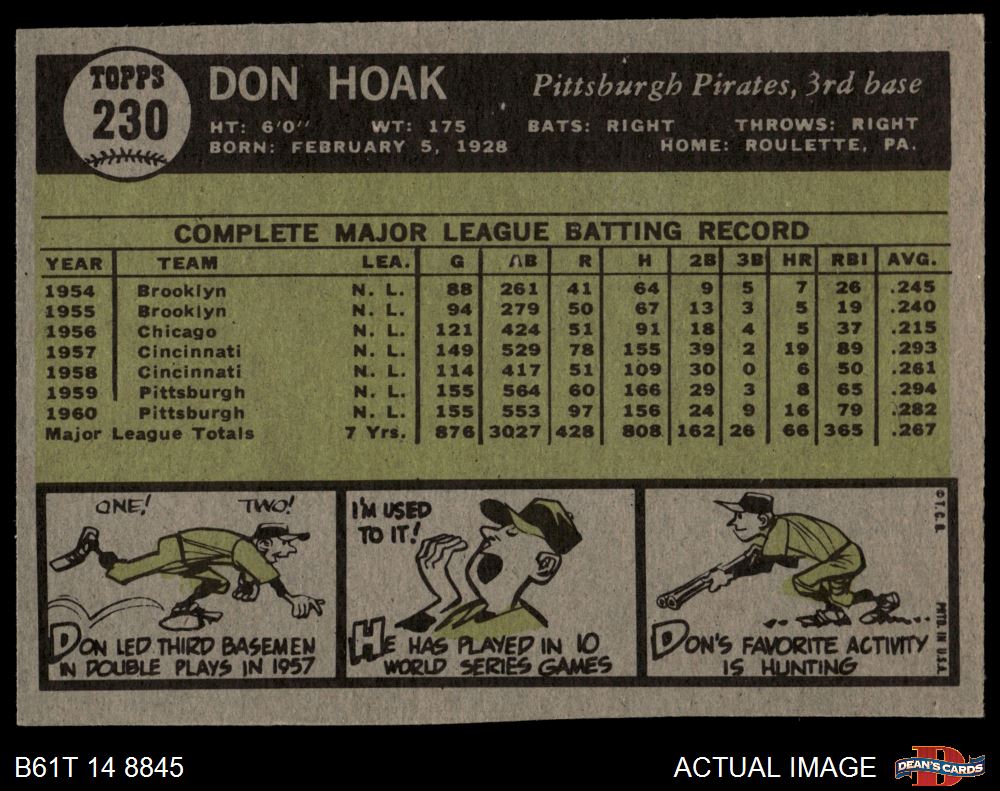 TOPPS
230
DON HOAK
Pittsburgh Pirates, 3rd base
HT: 6'0" WT: 175 BATS: RIGHT THROWS: RIGHT
BORN: FEBRUARY 5, 1928 HOME: ROULETTE, PA.
COMPLETE MAJOR LEAGUE BATTING RECORD
YEAR TEAM LEA. G AB R H 2B 3B HR RBI AVG.
1954 Brooklyn N. L. 88 261 41 64 9 5 7 26 .245
1955 Brooklyn N. L. 94 279 50 67 13 3 5 19 .240
1956 Chicago N. L. 121 424 51 91 18 4 5 37 .215
1957 Cincinnati N. L. 149 529 78 155 39 2 19 89 .293
1958 Cincinnati N. L. 114 417 51 109 30 0 6 50 .261
1959 Pittsburgh N. L. 155 564 60 166 29 3 8 65 .294
1960 Pittsburgh N. L. 155 553 97 156 24 9 16 79 .282
Major League Totals 7 Yrs. 876 3027 428 808 162 26 66 365 .267
ONE! TWO!
DON LED THIRD BASEMEN
IN DOUBLE PLAYS IN 1957
I'M USED
TO IT!
HE HAS PLAYED IN 10
WORLD SERIES GAMES
DON'S FAVORITE ACTIVITY
IS HUNTING
© T.C.G.
PRTD. IN U.S.A.
B61T 14 8845
ACTUAL IMAGE
D
DEAN'S CARDS